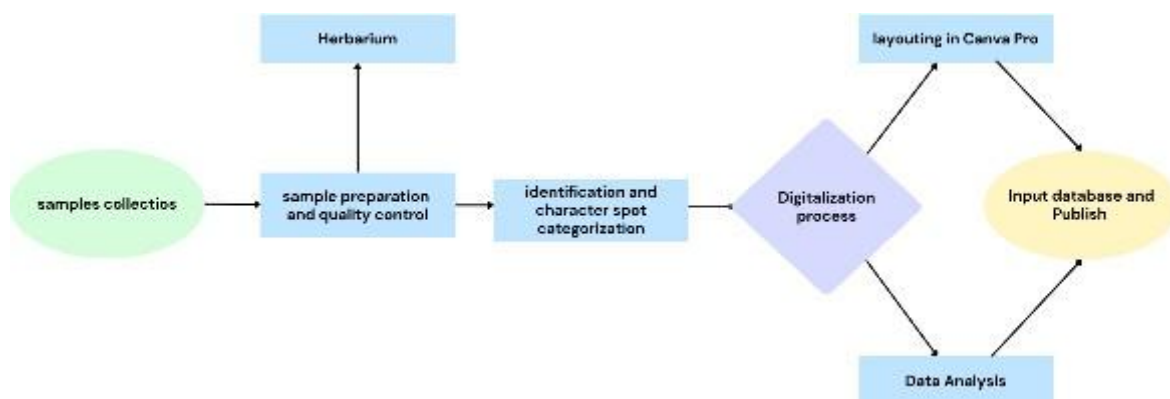 Herbarium
layouting in Canva Pro
samples collectios
sample preparation
and quality control
identification and
character spot
categorization
Digitalization
process
Input database and
Publish
Data Analysis